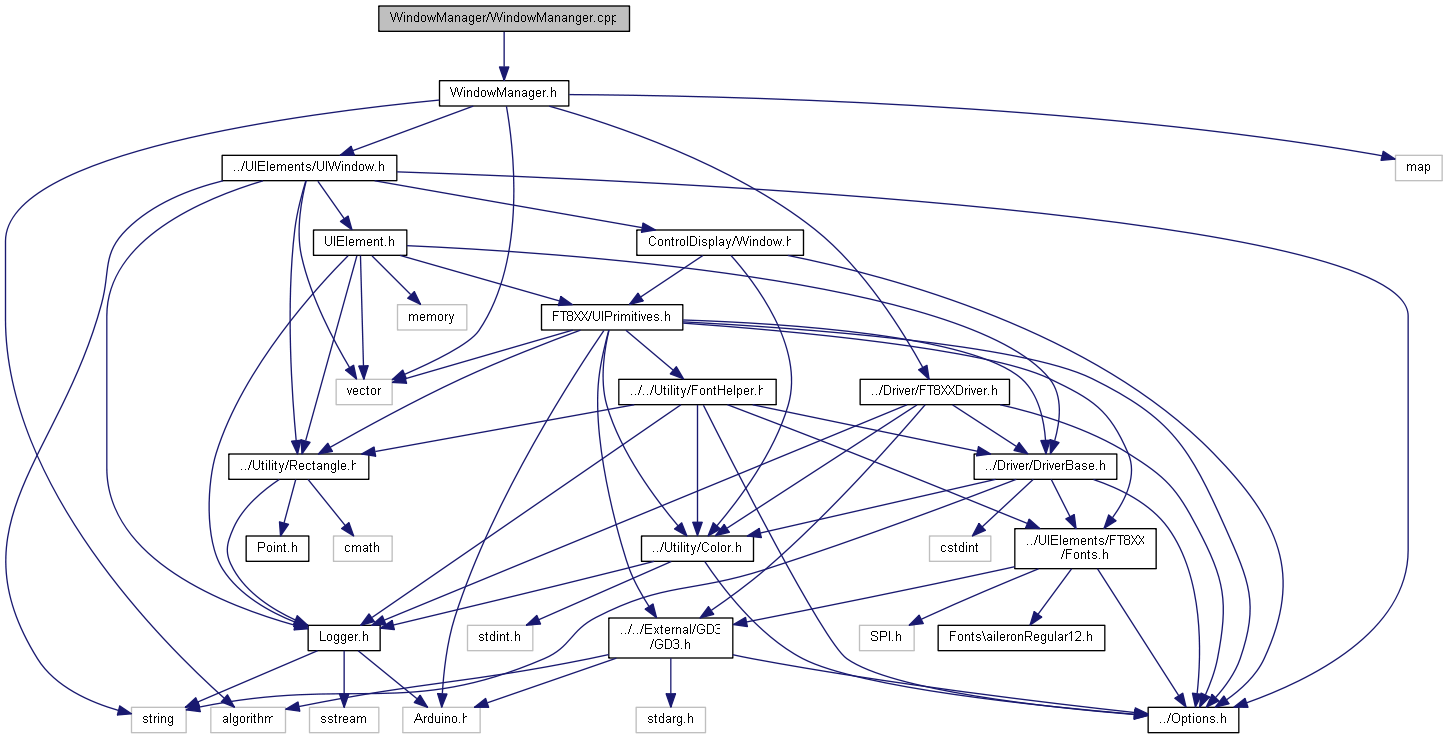 WindowManager/WindowMananger.cpp
WindowManager.h
../UIElements/UIWindow.h
map
UIElement.h
ControlDisplay/Window.h
memory
FT8XX/UIPrimitives.h
vector
../../Utility/FontHelper.h
../Driver/FT8XXDriver.h
../Utility/Rectangle.h
../Driver/DriverBase.h
Point.h
cmath
../Utility/Color.h
cstdint
../UIElements/FT8XX
/Fonts.h
Logger.h
stdint.h
../../External/GD3
/GD3.h
SPI.h
Fonts\aileronRegular12.h
string
algorithm
sstream
Arduino.h
stdarg.h
../Options.h